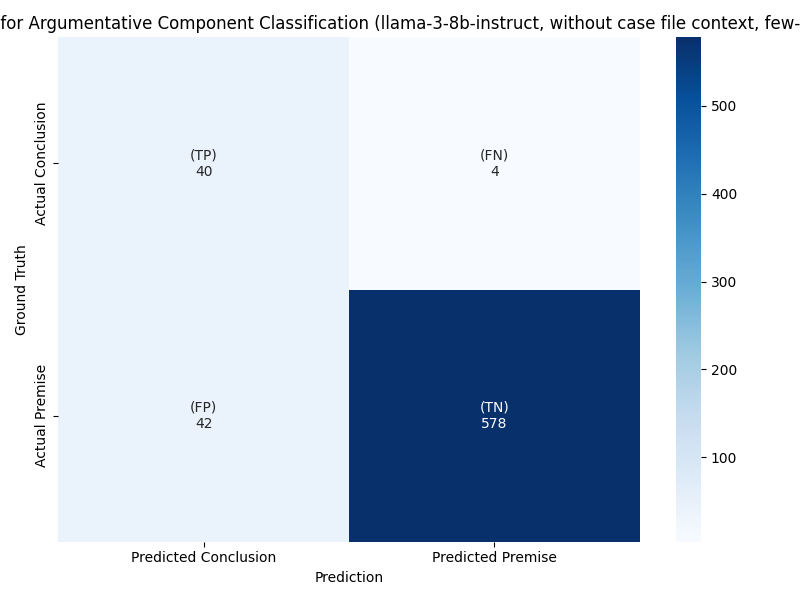 for Argumentative Component Classification (llama-3-8b-instruct, without case file context, few-
(TP)
40
(FN)
4
(FP)
42
(TN)
578
Actual Conclusion
Actual Premise
Ground Truth
Predicted Conclusion
Predicted Premise
Prediction
500
400
300
200
100